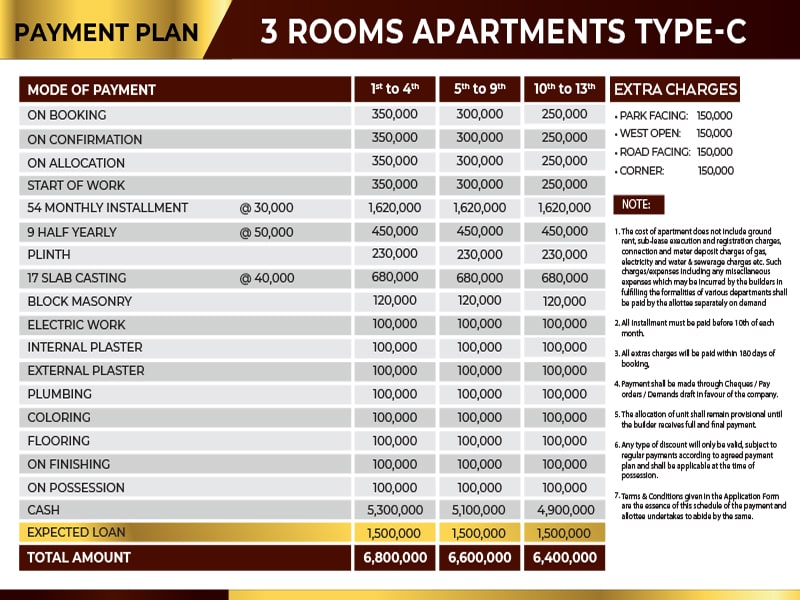 PAYMENT PLAN
3 ROOMS APARTMENTS TYPE-C
MODE OF PAYMENT 1st to 4th 5th to 9th 10th to 13th
ON BOOKING 350,000 300,000 250,000
ON CONFIRMATION 350,000 300,000 250,000
ON ALLOCATION 350,000 300,000 250,000
START OF WORK 350,000 300,000 250,000
54 MONTHLY INSTALLMENT @ 30,000 1,620,000 1,620,000 1,620,000
9 HALF YEARLY @ 50,000 450,000 450,000 450,000
PLINTH 230,000 230,000 230,000
17 SLAB CASTING @ 40,000 680,000 680,000 680,000
BLOCK MASONRY 120,000 120,000 120,000
ELECTRIC WORK 100,000 100,000 100,000
INTERNAL PLASTER 100,000 100,000 100,000
EXTERNAL PLASTER 100,000 100,000 100,000
PLUMBING 100,000 100,000 100,000
COLORING 100,000 100,000 100,000
FLOORING 100,000 100,000 100,000
ON FINISHING 100,000 100,000 100,000
ON POSSESSION 100,000 100,000 100,000
CASH 5,300,000 5,100,000 4,900,000
EXPECTED LOAN 1,500,000 1,500,000 1,500,000
TOTAL AMOUNT 6,800,000 6,600,000 6,400,000
EXTRA CHARGES
• PARK FACING: 150,000
• WEST OPEN: 150,000
• ROAD FACING: 150,000
• CORNER: 150,000
NOTE:
1. The cost of apartment does not include ground
rent, sub-lease execution and registration charges,
connection and meter deposit charges of gas,
electricity and water & sewerage charges etc. Such
charges/expenses including any misecllaneous
expenses which may be incurred by the builders in
fulfilling the formalities of various departments shall
be paid by the allottee separately on demand
2. All installment must be paid before 10th of each
month.
3. All extras charges will be paid within 180 days of
booking,
4. Payment shall be made through Cheques / Pay
orders / Demands draft in favour of the company.
5. The allocation of unit shall remain provisional until
the builder receives full and final payment.
6. Any type of discount will only be valid, subject to
regular payments according to agreed payment
plan and shall be applicable at the time of
possession.
7. Terms & Conditions given in the Application Form
are the essence of this schedule of the payment and
allottee undertakes to abide by the same.